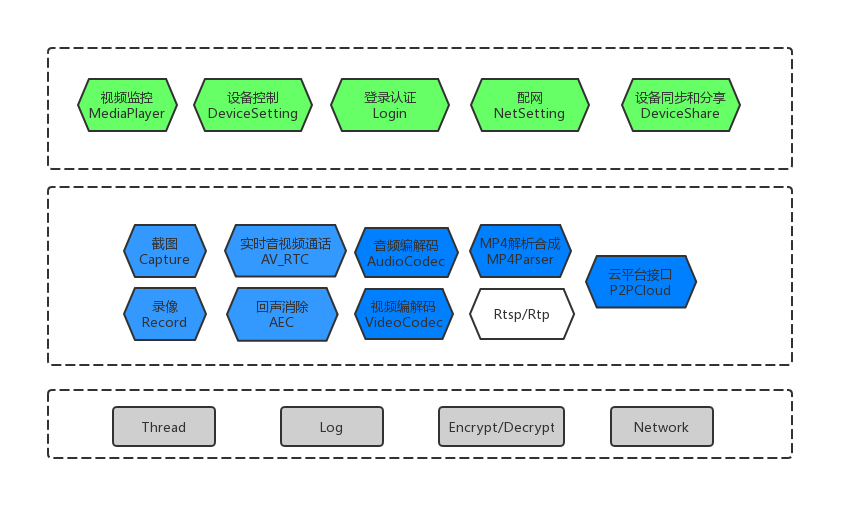 视频监控
MediaPlayer
设备控制
DeviceSetting
登录认证
Login
配网
NetSetting
设备同步和分享
DeviceShare
截图
Capture
实时音视频通话
AV_RTC
音频编解码
AudioCodec
MP4解析合成
MP4Parser
云平台接口
P2PCloud
录像
Record
回声消除
AEC
视频编解码
VideoCodec
Rtsp/Rtp
Thread
Log
Encrypt/Decrypt
Network